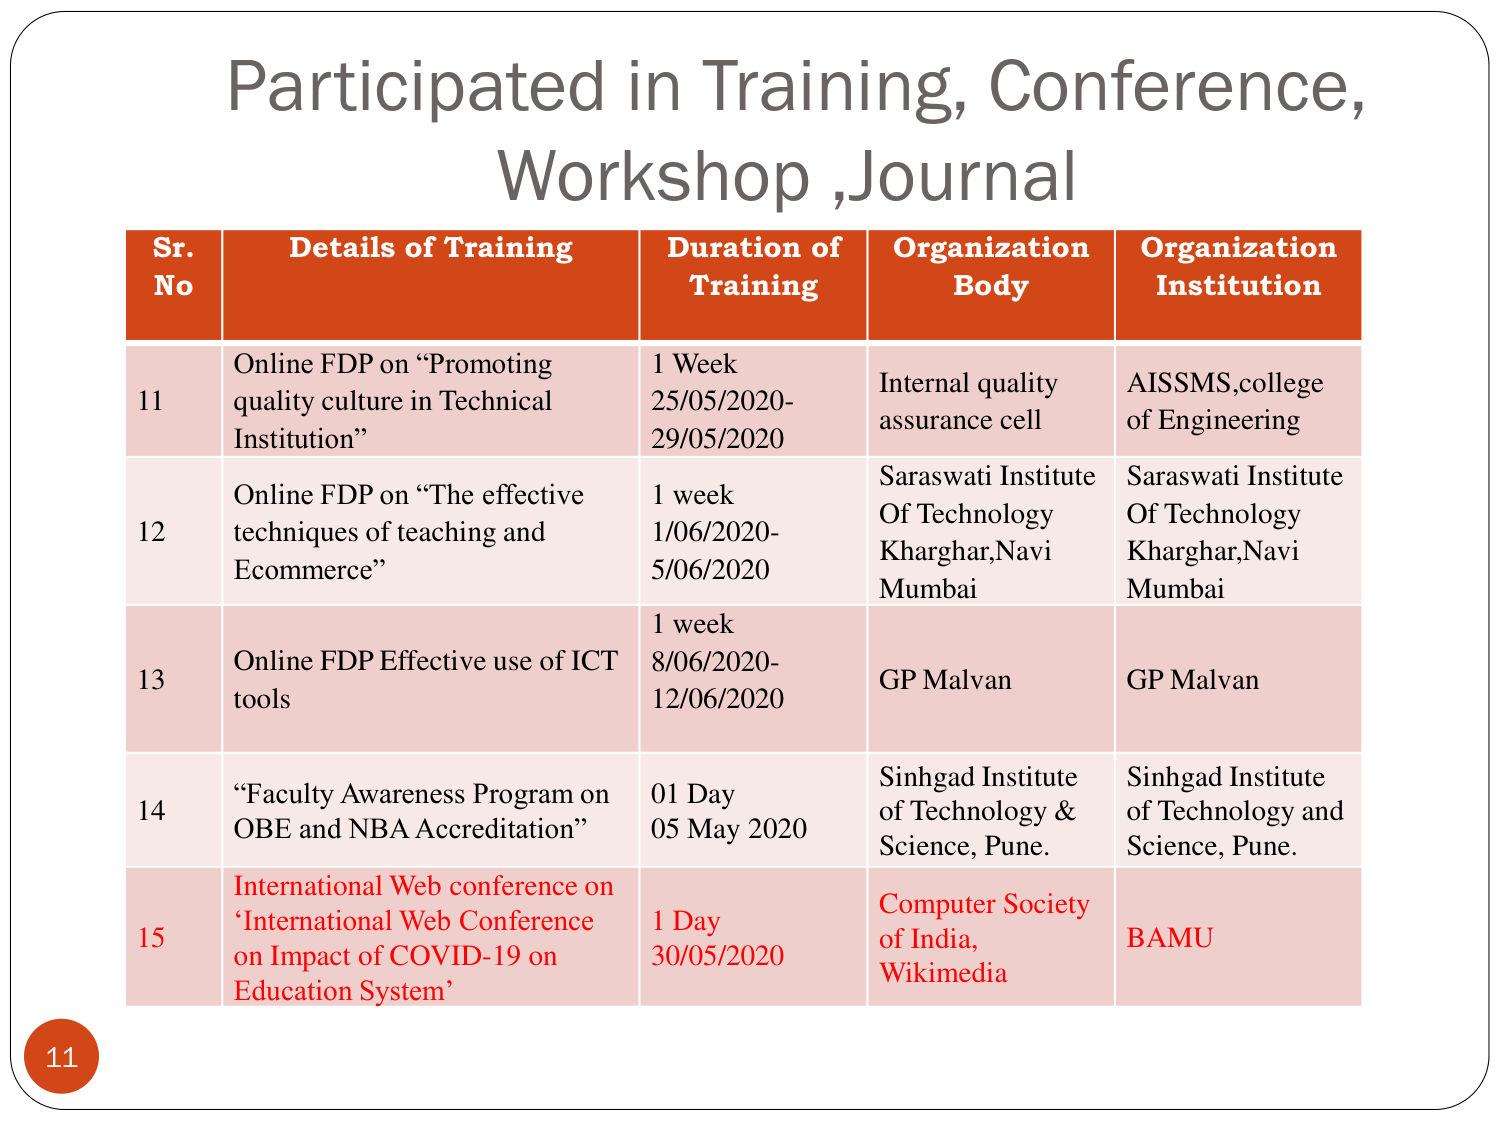 Participated in Training, Conference,
Workshop ,Journal
Sr.
No
Details of Training
Duration of
Training
Organization
Body
Organization
Institution
11
Online FDP on “Promoting
quality culture in Technical
Institution”
1 Week
25/05/2020-
29/05/2020
Internal quality
assurance cell
AISSMS,college
of Engineering
12
Online FDP on “The effective
techniques of teaching and
Ecommerce”
1 week
1/06/2020-
5/06/2020
Saraswati Institute
Of Technology
Kharghar,Navi
Mumbai
Saraswati Institute
Of Technology
Kharghar,Navi
Mumbai
13
Online FDP Effective use of ICT
tools
1 week
8/06/2020-
12/06/2020
GP Malvan
GP Malvan
14
“Faculty Awareness Program on
OBE and NBA Accreditation”
01 Day
05 May 2020
Sinhgad Institute
of Technology &
Science, Pune.
Sinhgad Institute
of Technology and
Science, Pune.
15
International Web conference on
‘International Web Conference
on Impact of COVID-19 on
Education System’
1 Day
30/05/2020
Computer Society
of India,
Wikimedia
BAMU
11